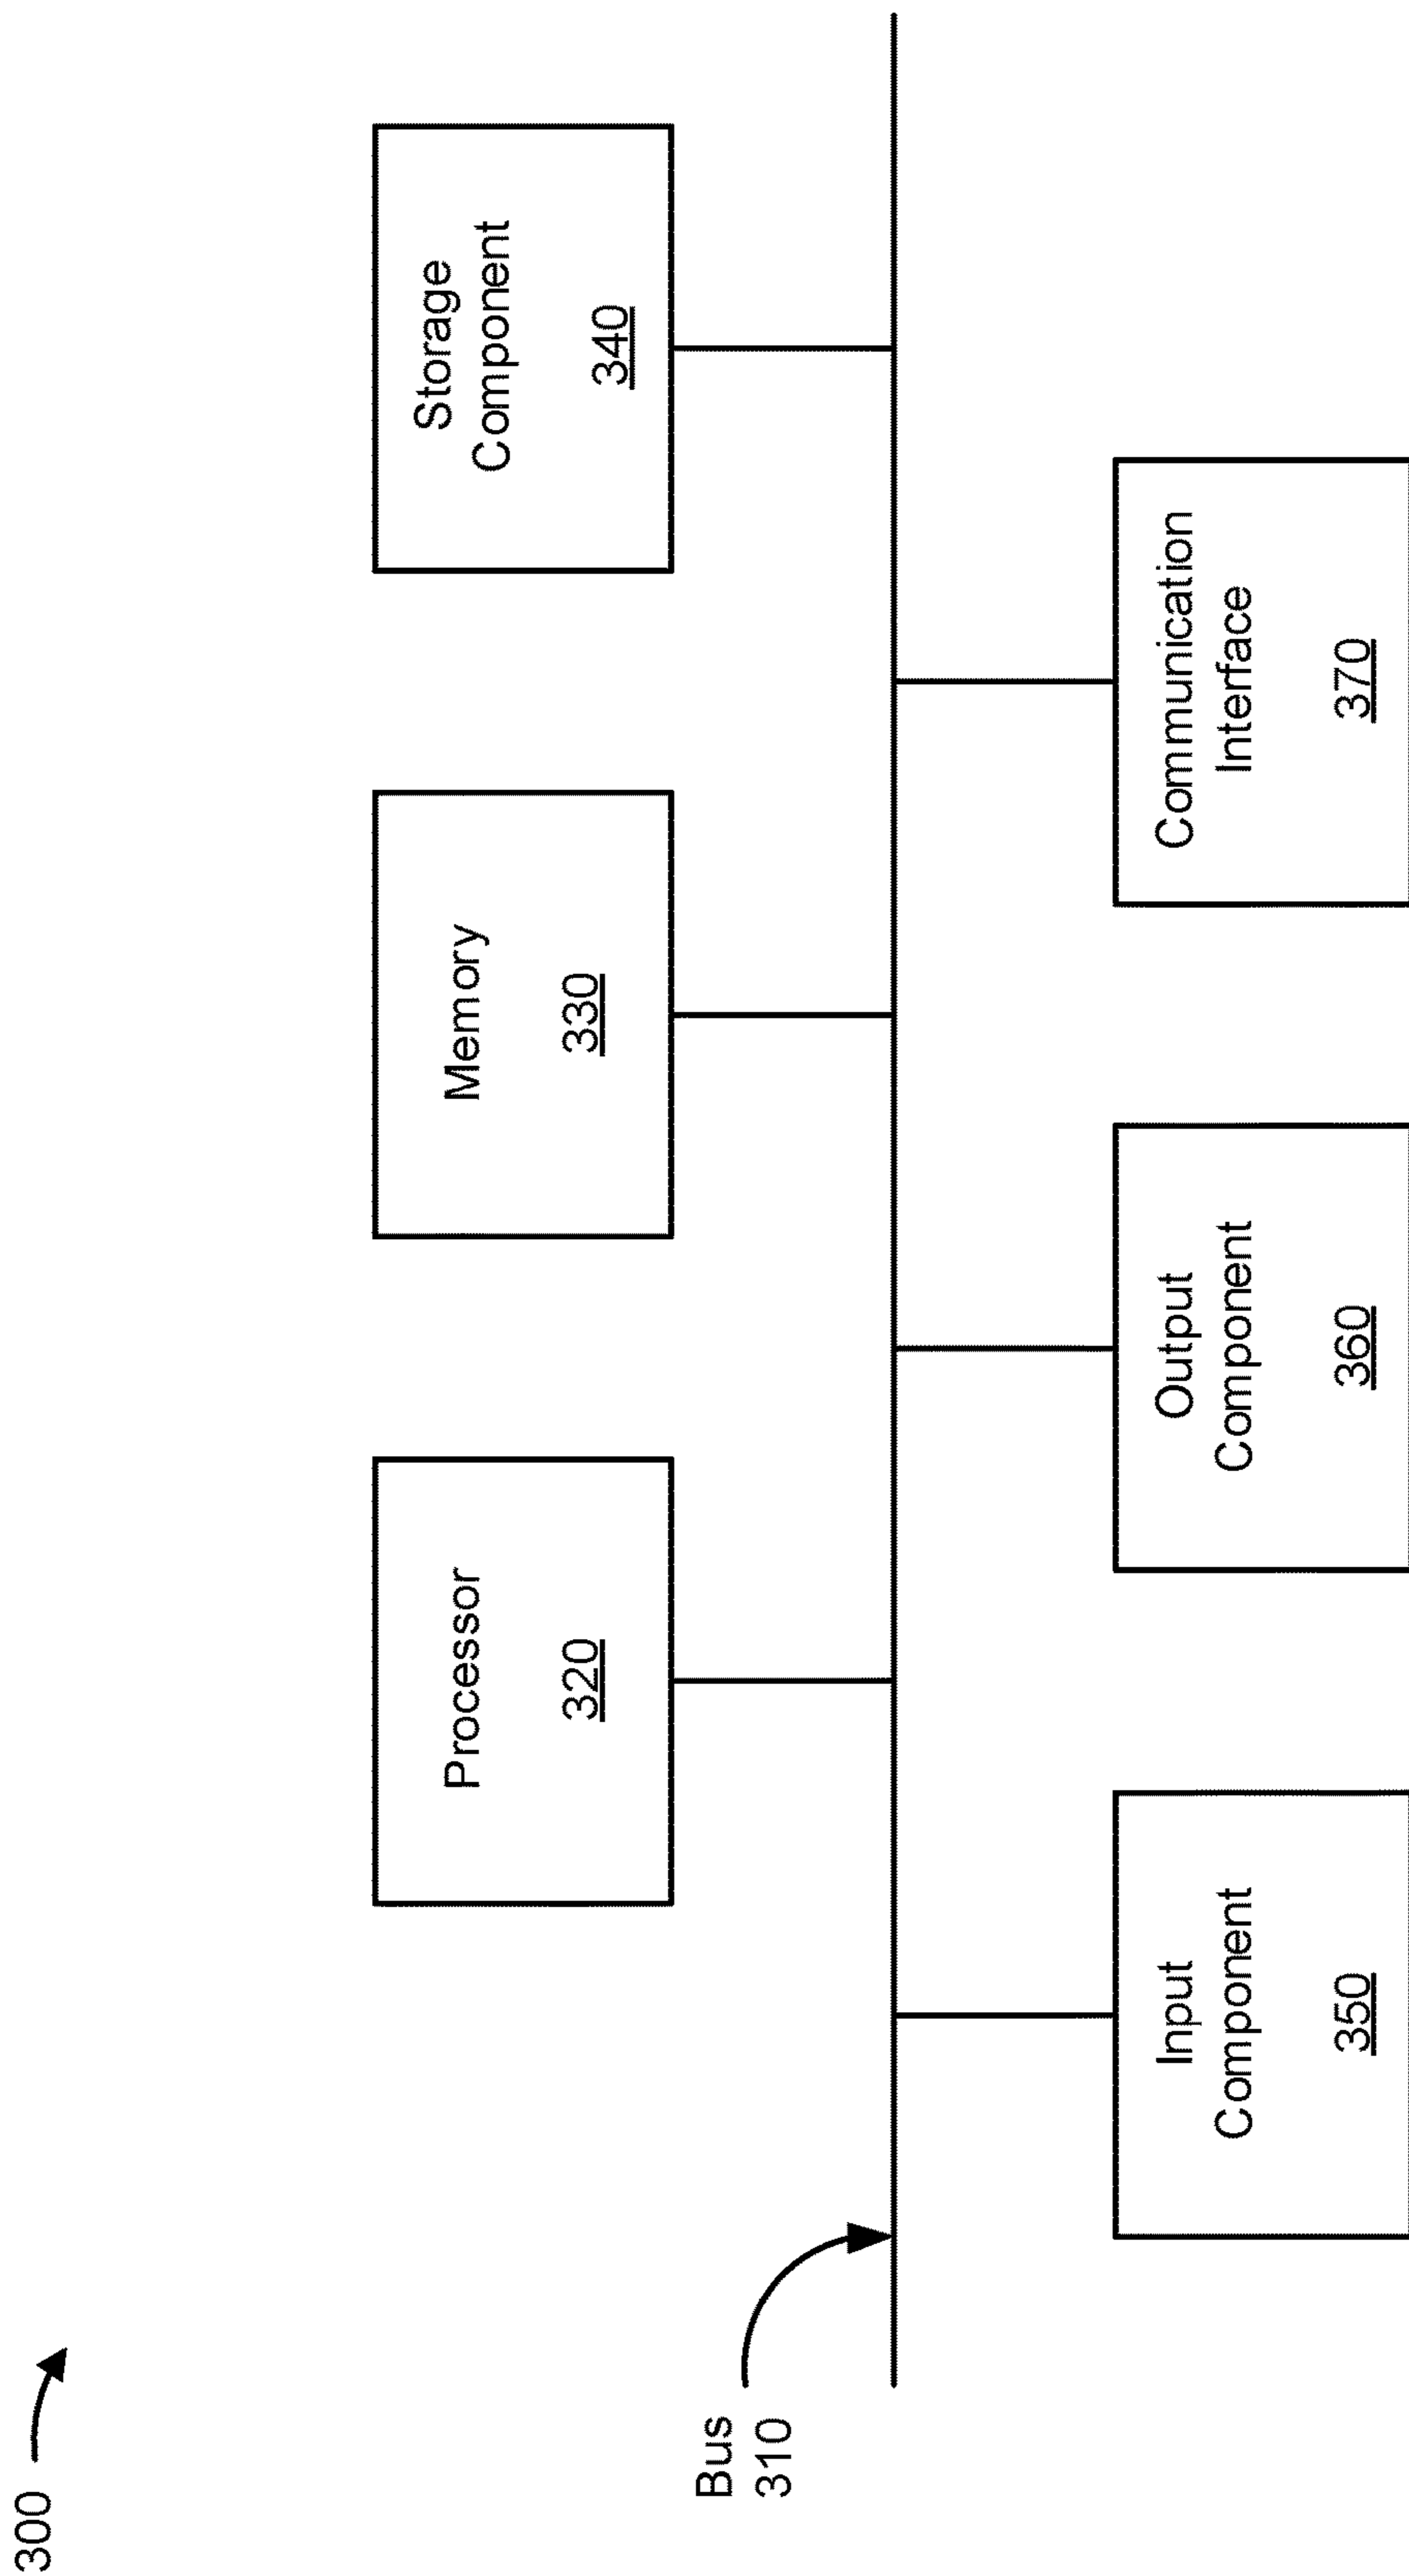 300
Processor
320
Memory
330
Storage
Component
340
Bus
310
Input
Component
350
Output
Component
360
Communication
Interface
370